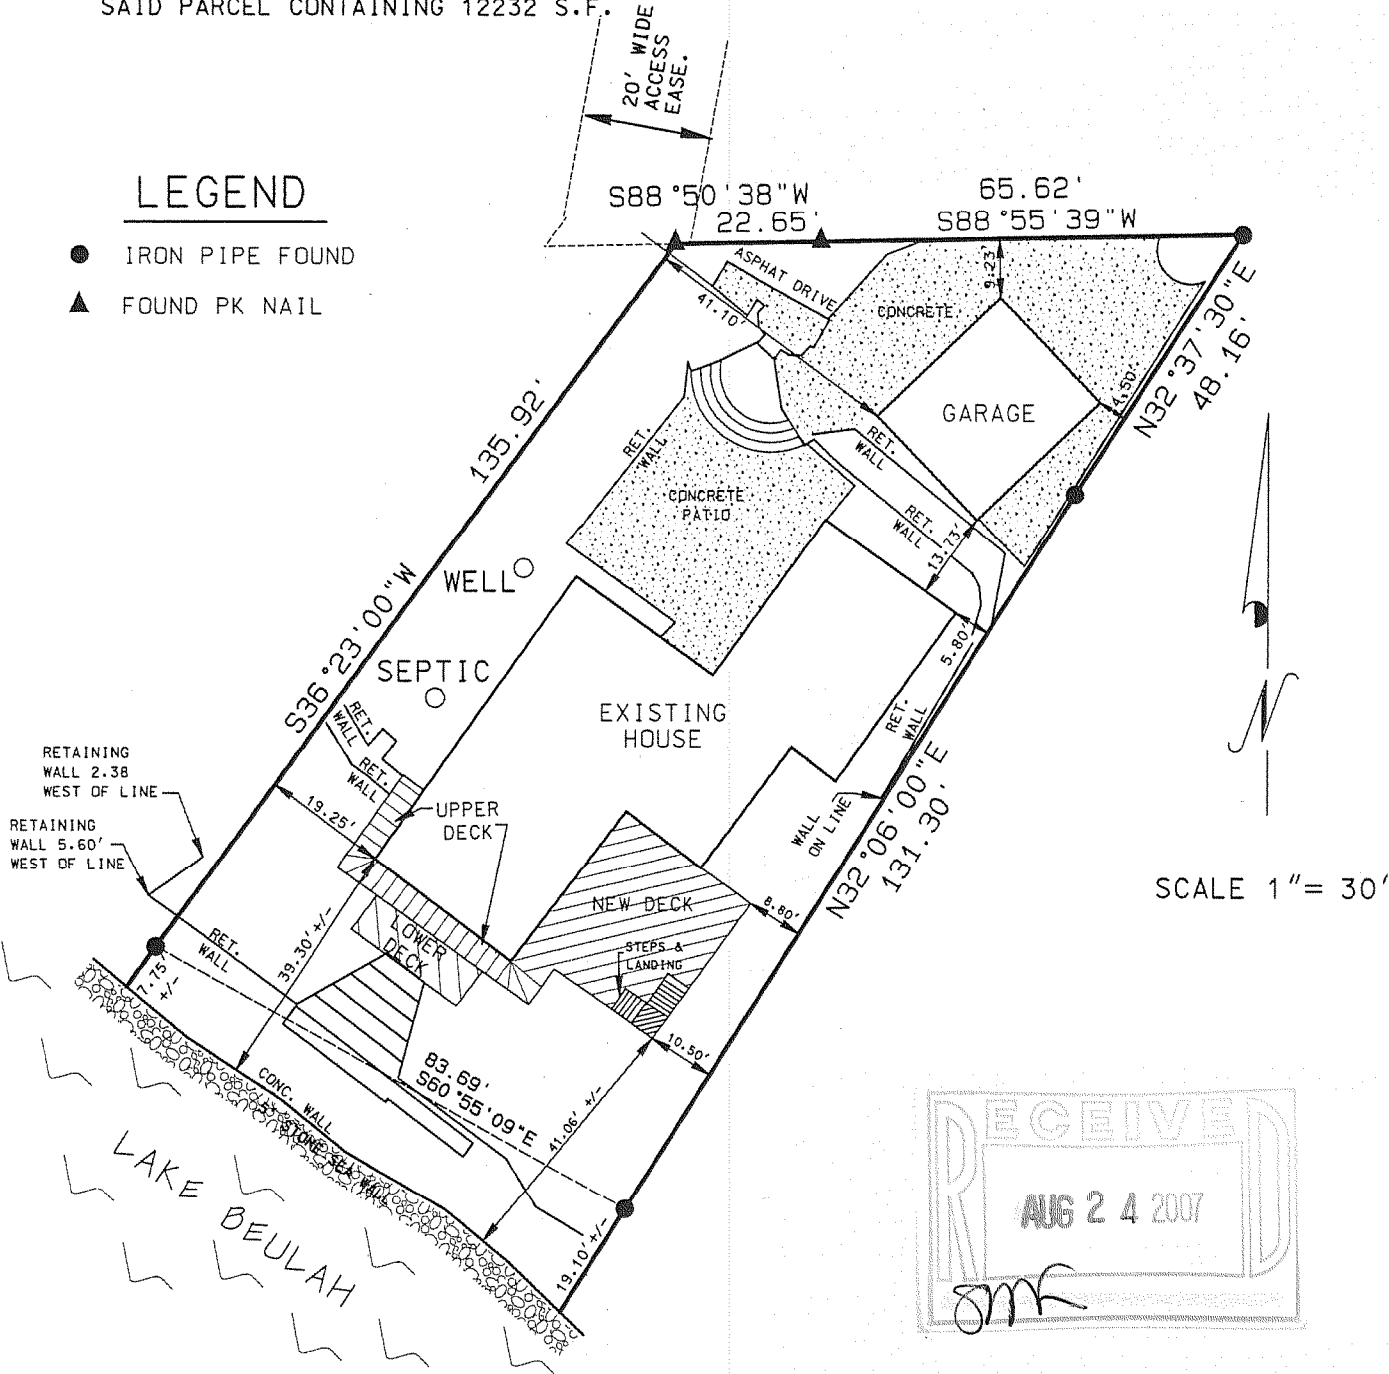 SAID PARCEL CONTAINING 12232 S.F.
20' WIDE
ACCESS
EASE.
LEGEND
IRON PIPE FOUND
FOUND PK NAIL
S88°50'38"W
22.65'
65.62'
S88°55'39"W
ASPHAT DRIVE
41.10'
CONCRETE
9.23'
N32°37'30"E
48.16'
4.50'
GARAGE
135.92'
S36°23'00"W
RET.
WALL
RET.
WALL
CONCRETE
PATIO
RET.
WALL
13.73'
WELL
SEPTIC
5.80'
EXISTING
HOUSE
RET.
WALL
RET.
WALL
RET.
WALL
RETAINING
WALL 2.38
WEST OF LINE
RETAINING
WALL 5.60'
WEST OF LINE
19.25'
UPPER
DECK
WALL
ON LINE
N32°06'00"E
131.30'
SCALE 1"= 30'
NEW DECK
8.80'
LOWER
DECK
STEPS &
LANDING
RET.
WALL
39.30' +/-
7.75'
+/-
10.50'
83.69'
S60°55'09"E
41.06' +/-
CONC. WALL
STONE SEA WALL
19.10' +/-
LAKE BEULAH
N
RECEIVED
AUG 24 2007
SMK